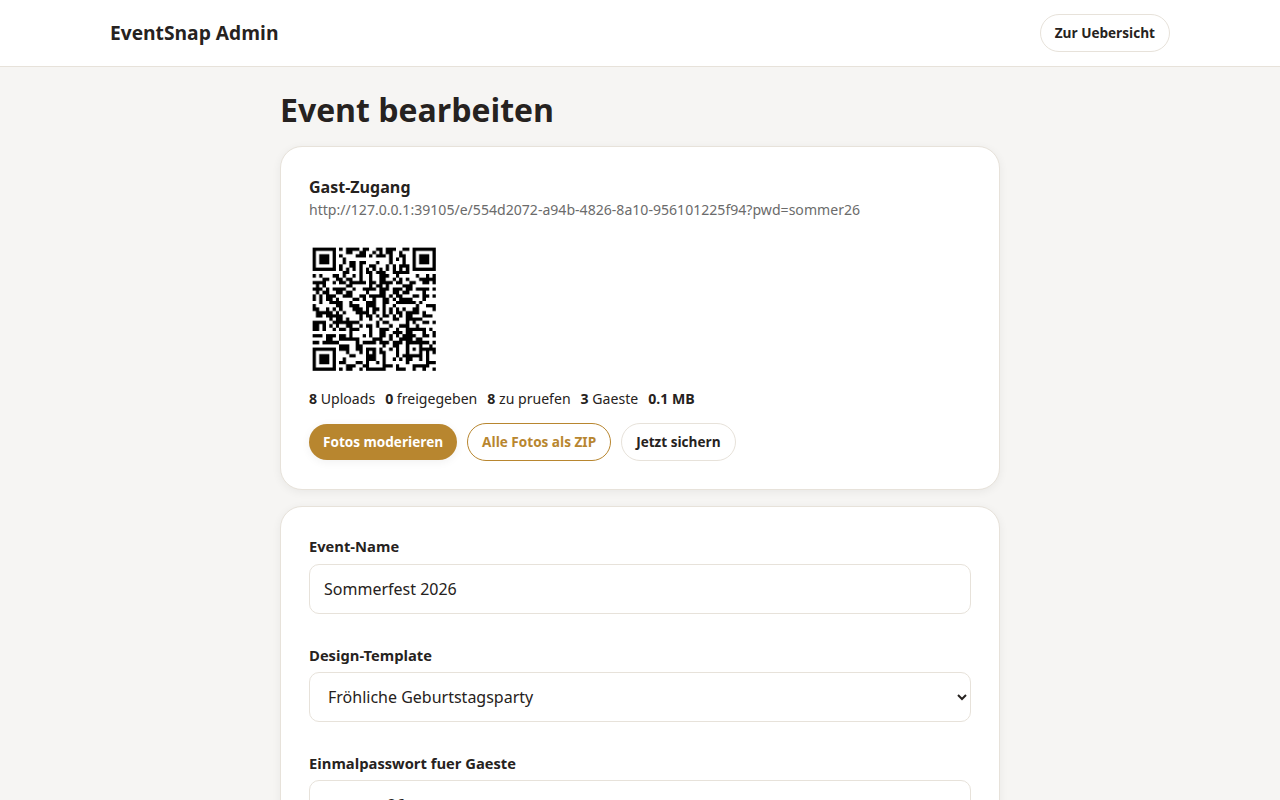 EventSnap Admin
Zur Uebersicht
Event bearbeiten
Gast-Zugang
http://127.0.0.1:39105/e/554d2072-a94b-4826-8a10-956101225f94?pwd=sommer26
8 Uploads 0 freigegeben 8 zu pruefen 3 Gaeste 0.1 MB
Fotos moderieren Alle Fotos als ZIP Jetzt sichern
Event-Name
Sommerfest 2026
Design-Template
Fröhliche Geburtstagsparty
Einmalpasswort fuer Gaeste